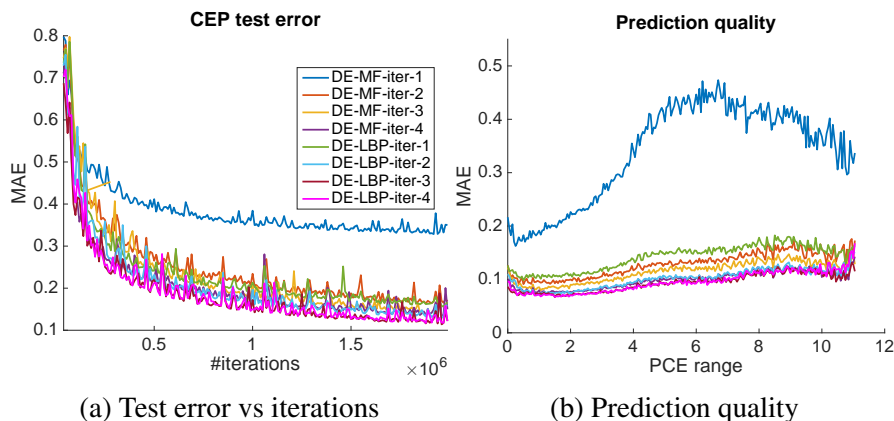 CEP test error
0.8
0.7
0.6
0.5
0.4
0.3
0.2
0.1
MAE
DE-MF-iter-1
DE-MF-iter-2
DE-MF-iter-3
DE-MF-iter-4
DE-LBP-iter-1
DE-LBP-iter-2
DE-LBP-iter-3
DE-LBP-iter-4
0.5 1 1.5
#iterations
×10⁶
(a) Test error vs iterations
Prediction quality
0.5
0.4
0.3
0.2
0.1
0
MAE
0 2 4 6 8 10 12
PCE range
(b) Prediction quality